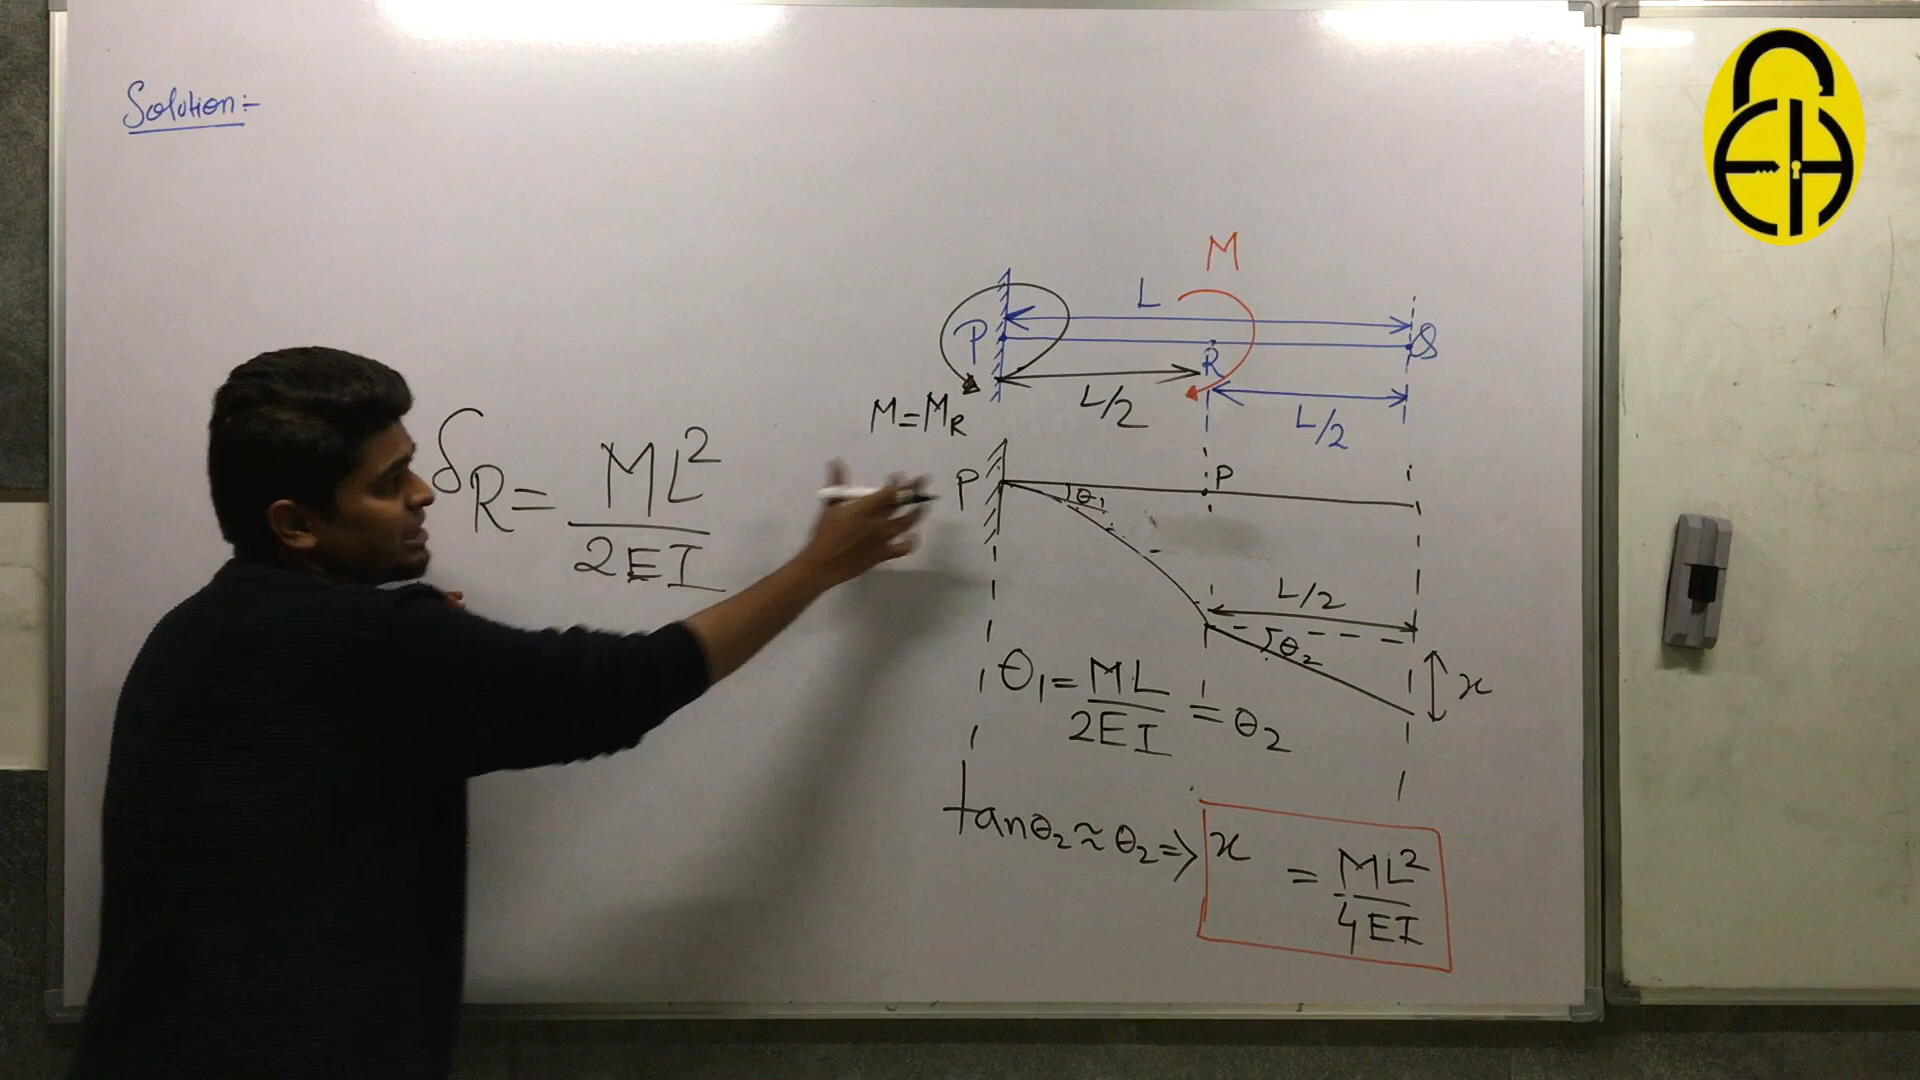 Solution:-
M
L
P
R
Q
L/2
L/2
M=M_R
P
θ₁
P
δ_R = ML²/2EI
L/2
θ₂
x
θ₁ = ML/2EI = θ₂
tanθ₂ ≈ θ₂ => x = ML²/4EI